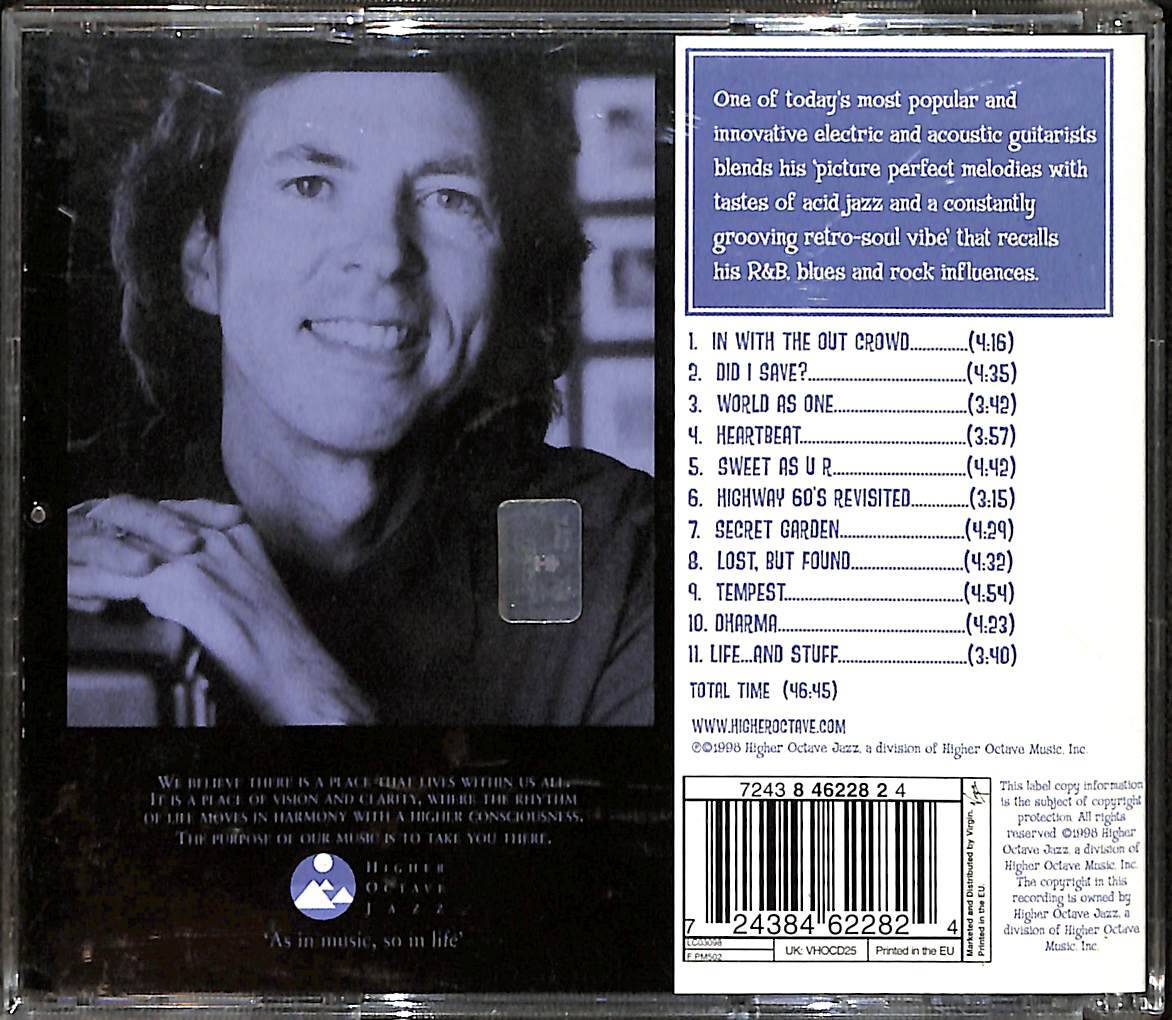 One of today's most popular and
innovative electric and acoustic guitarists
blends his 'picture perfect melodies with
tastes of acid jazz and a constantly
grooving retro-soul vibe' that recalls
his R&B, blues and rock influences.
1. IN WITH THE OUT CROWD.............(4:16)
2. DID I SAVE?....................................(4:35)
3. WORLD AS ONE..............................(3:42)
4. HEARTBEAT.....................................(3:57)
5. SWEET AS U R..............................(4:42)
6. HIGHWAY 60'S REVISITED.............(3:15)
7. SECRET GARDEN............................(4:29)
8. LOST, BUT FOUND.........................(4:32)
9. TEMPEST........................................(4:54)
10. DHARMA..........................................(4:23)
11. LIFE...AND STUFF.............................(3:40)
TOTAL TIME (46:45)
WWW.HIGHEROCTAVE.COM
℗©1998 Higher Octave Jazz, a division of Higher Octave Music, Inc.
WE BELIEVE THERE IS A PLACE THAT LIVES WITHIN US ALL.
IT IS A PLACE OF VISION AND CLARITY, WHERE THE RHYTHM
OF LIFE MOVES IN HARMONY WITH A HIGHER CONSCIOUSNESS.
THE PURPOSE OF OUR MUSIC IS TO TAKE YOU THERE.
HIGHER
OCTAVE
JAZZ
'As in music, so in life'
7243 8 46228 2 4
7 24384 62282 4
LC03098
F: PM502
UK: VHOCD25
Printed in the EU
Virgin
Marketed and Distributed by Virgin.
Printed in the EU.
This label copy information
is the subject of copyright
protection. All rights
reserved. ©1998 Higher
Octave Jazz, a division of
Higher Octave Music, Inc.
The copyright in this
recording is owned by
Higher Octave Jazz, a
division of Higher Octave
Music, Inc.